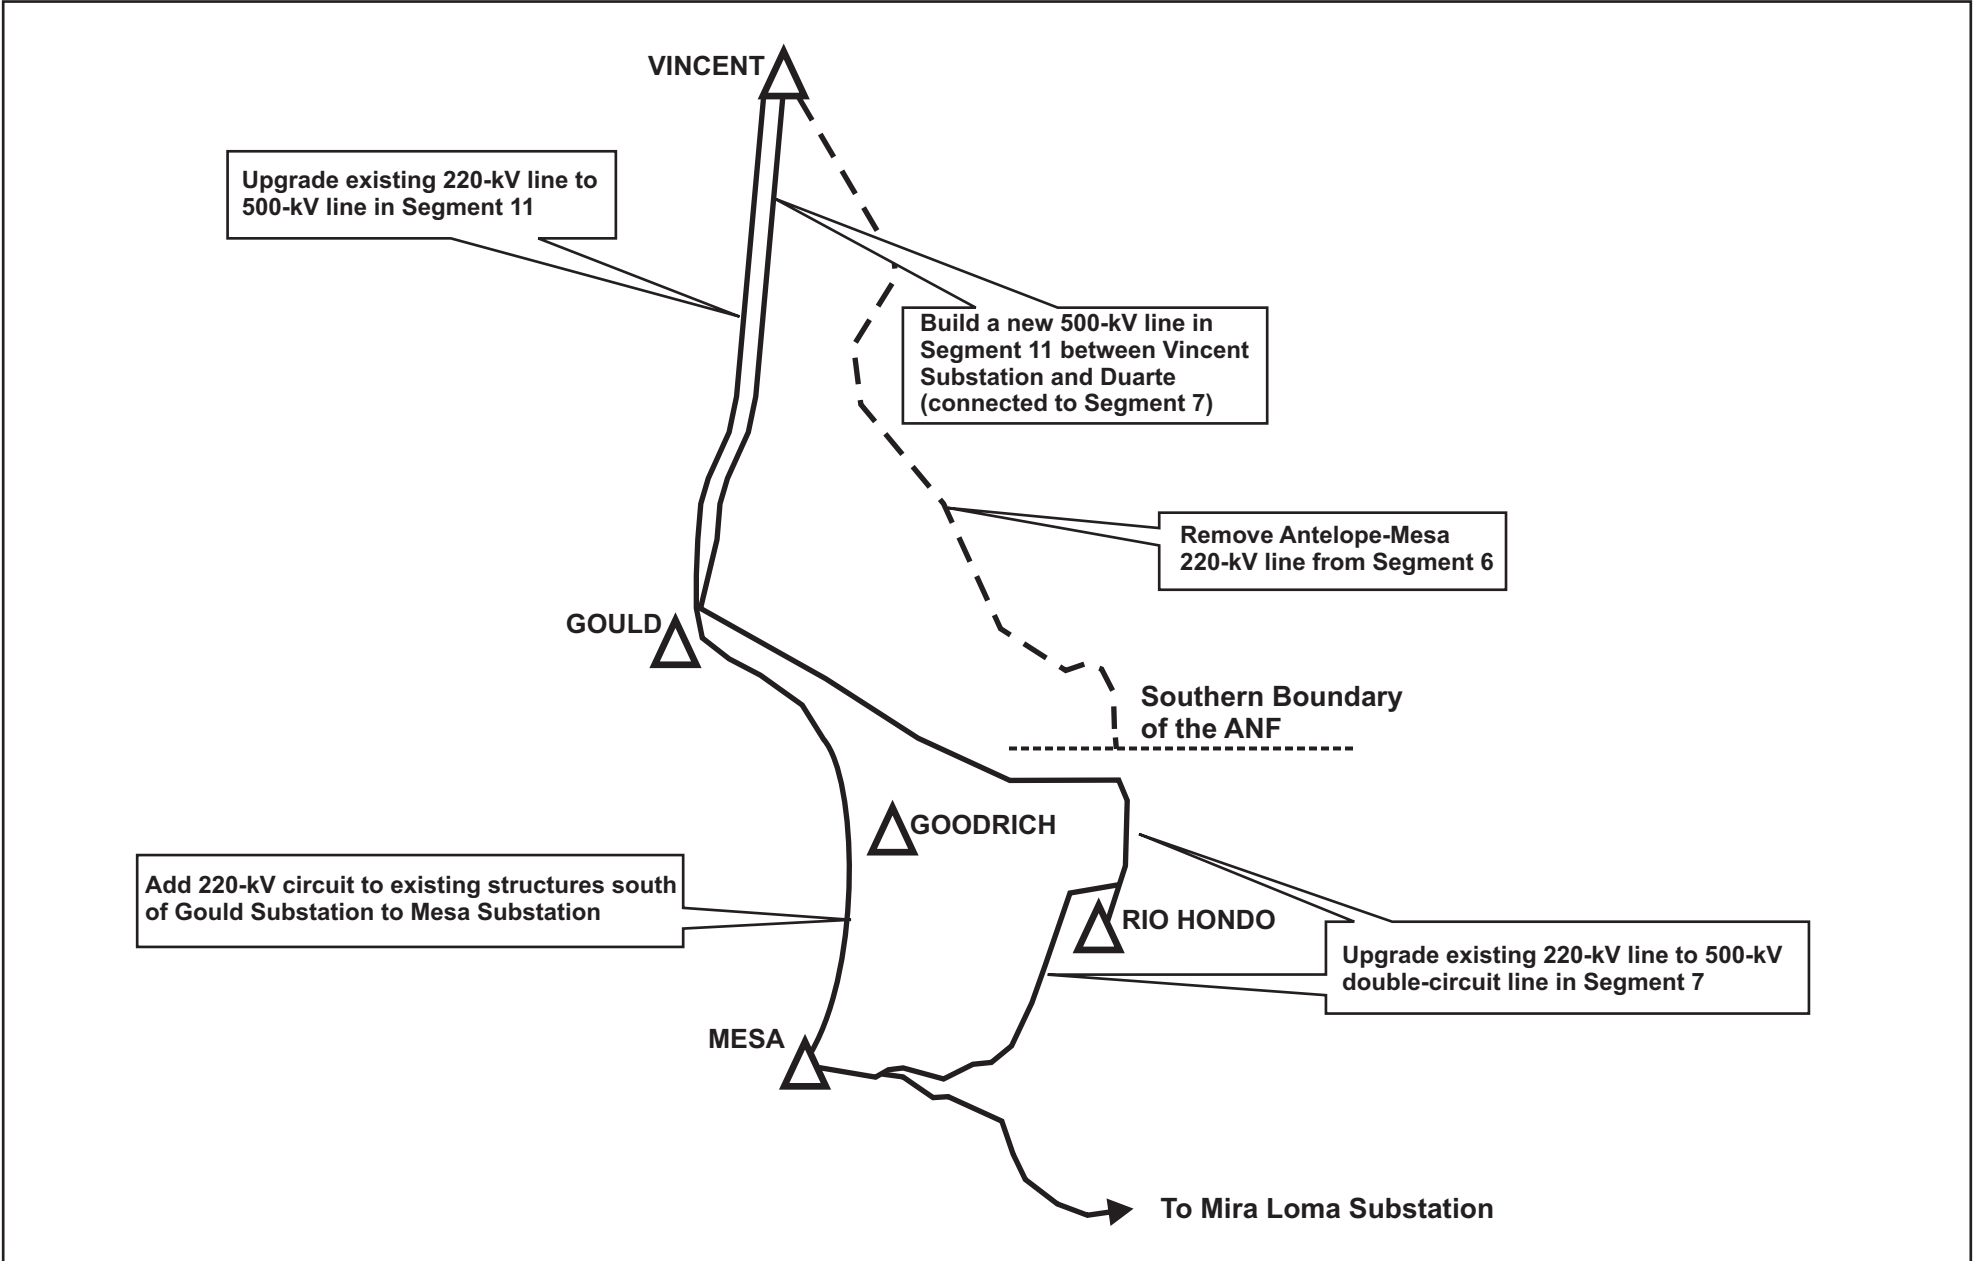 VINCENT
Upgrade existing 220-kV line to
500-kV line in Segment 11
Build a new 500-kV line in
Segment 11 between Vincent
Substation and Duarte
(connected to Segment 7)
Remove Antelope-Mesa
220-kV line from Segment 6
GOULD
Southern Boundary
of the ANF
GOODRICH
Add 220-kV circuit to existing structures south
of Gould Substation to Mesa Substation
RIO HONDO
Upgrade existing 220-kV line to 500-kV
double-circuit line in Segment 7
MESA
To Mira Loma Substation